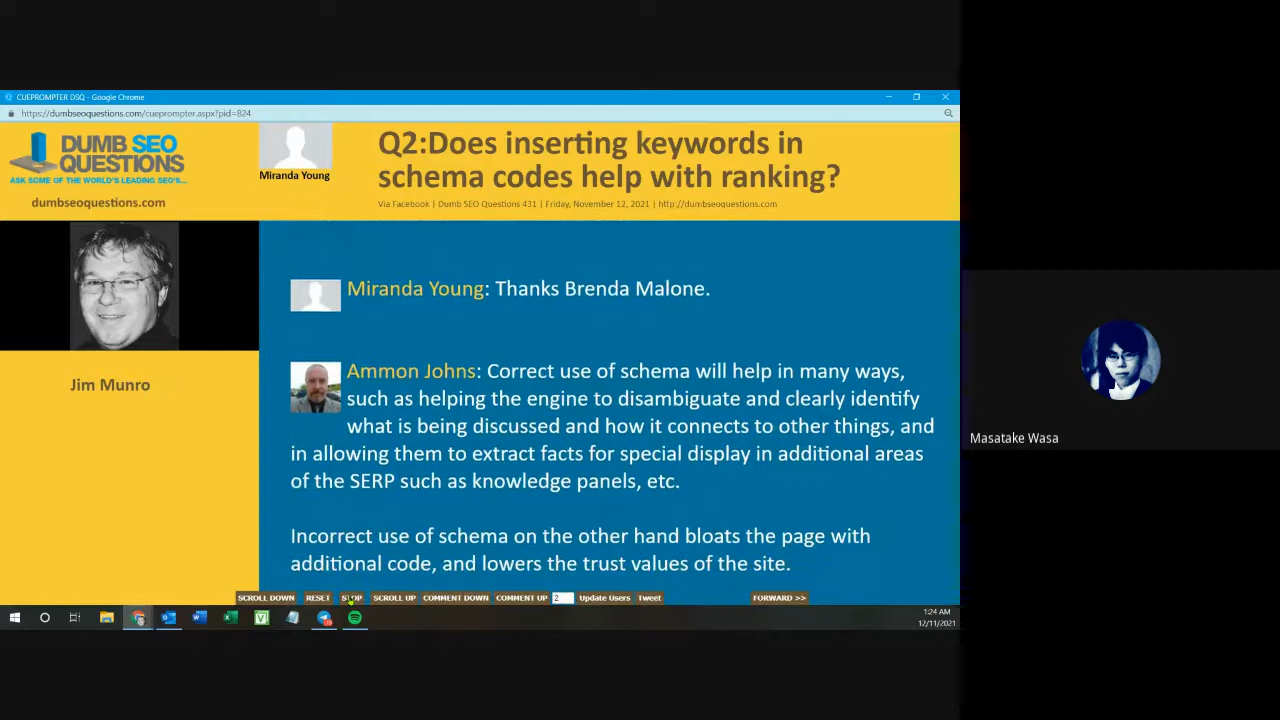 CUEPROMPTER DSQ - Google Chrome
https://dumbseoquestions.com/cueprompter.aspx?pid=824
DUMB SEO
QUESTIONS
ASK SOME OF THE WORLD'S LEADING SEO'S...
dumbseoquestions.com
Miranda Young
Q2:Does inserting keywords in
schema codes help with ranking?
Via Facebook | Dumb SEO Questions 431 | Friday, November 12, 2021 | http://dumbseoquestions.com
Jim Munro
Miranda Young: Thanks Brenda Malone.
Ammon Johns: Correct use of schema will help in many ways,
such as helping the engine to disambiguate and clearly identify
what is being discussed and how it connects to other things, and
in allowing them to extract facts for special display in additional areas
of the SERP such as knowledge panels, etc.
Incorrect use of schema on the other hand bloats the page with
additional code, and lowers the trust values of the site.
SCROLL DOWN RESET STOP SCROLL UP COMMENT DOWN COMMENT UP 2 Update Users Tweet FORWARD >>
1:24 AM
12/11/2021
Masatake Wasa